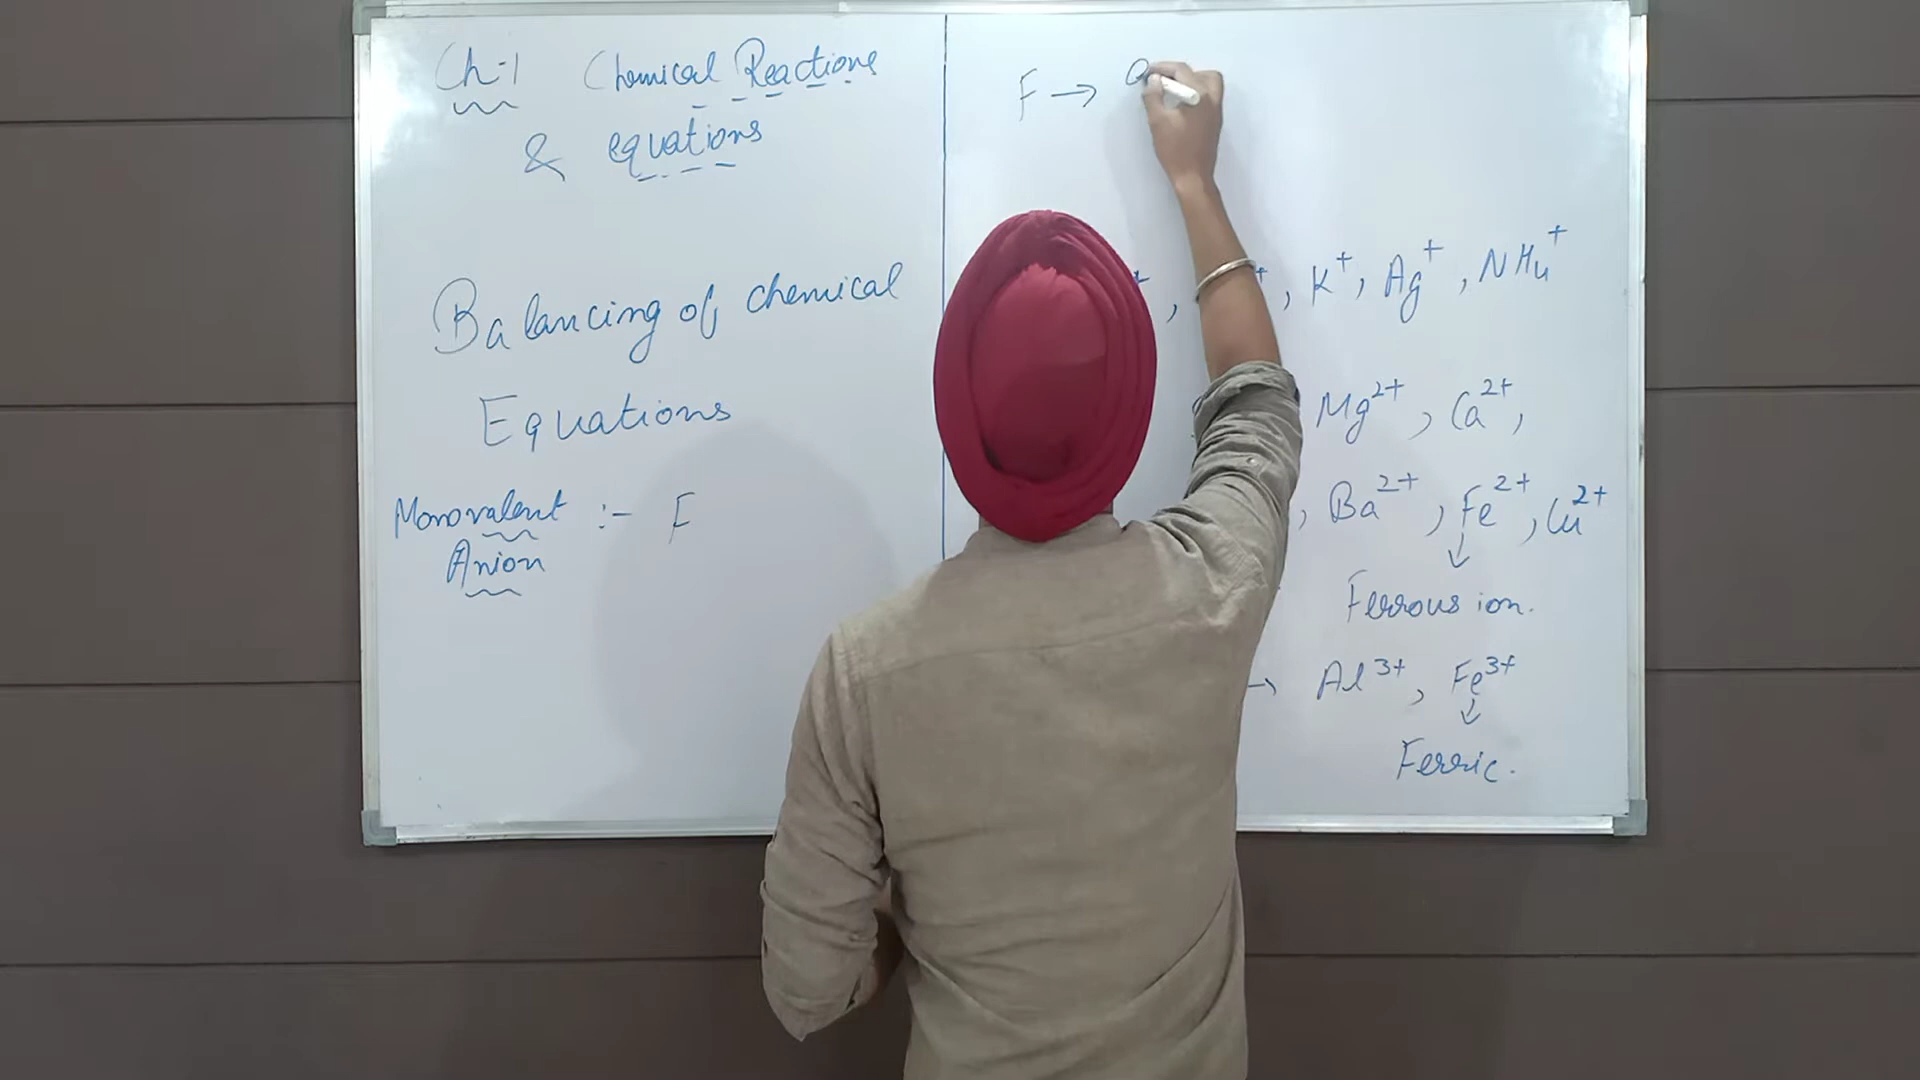 Ch-1 Chemical Reactions
& equations
Balancing of chemical
Equations
Monovalent :- F
Anion
F →
, K⁺, Ag⁺, NH₄⁺
Mg²⁺, Ca²⁺,
, Ba²⁺, Fe²⁺, Cu²⁺
↓
Ferrous ion.
→ Al³⁺, Fe³⁺
↓
Ferric.